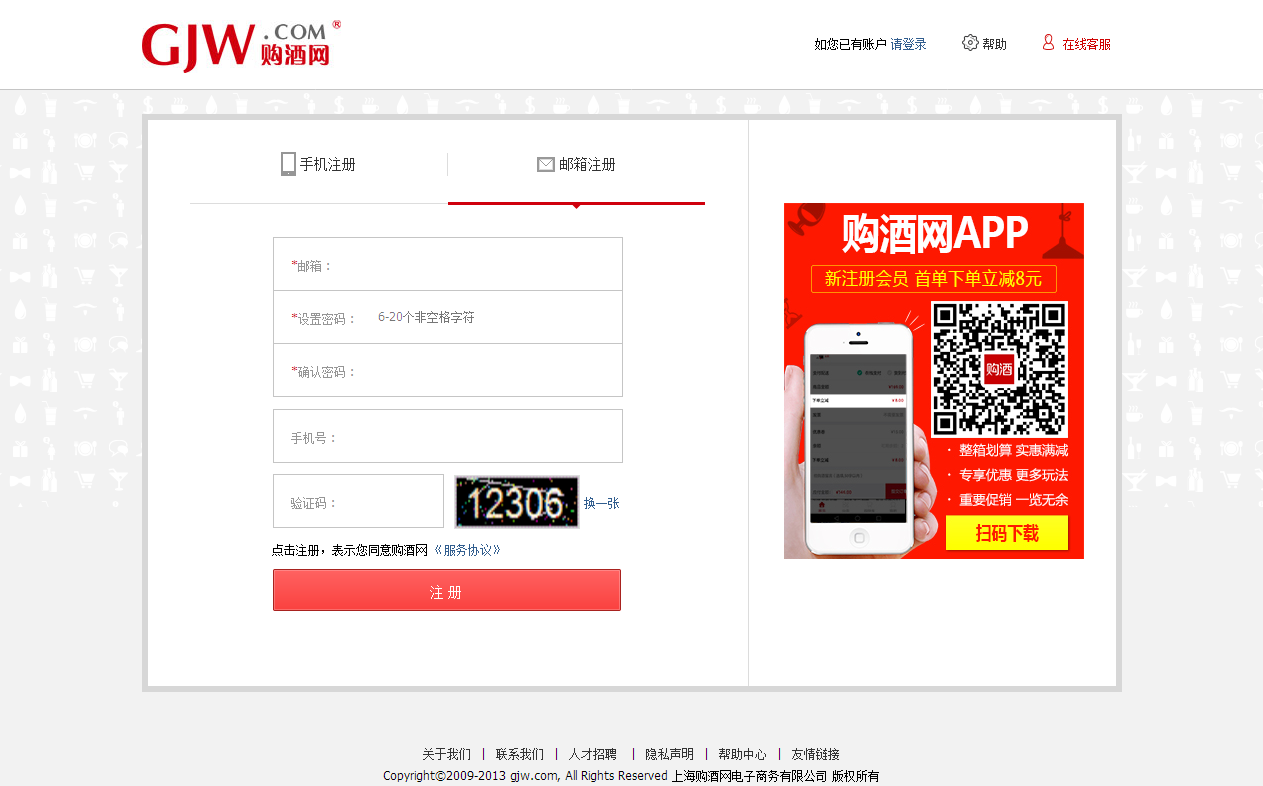 GJW.COM®
购酒网
如您已有账户 请登录 帮助 在线客服
手机注册 邮箱注册
*邮箱：
*设置密码： 6-20个非空格字符
*确认密码：
手机号：
验证码： 12306 换一张
点击注册，表示您同意购酒网 《服务协议》
注 册
购酒网APP
新注册会员 首单下单立减8元
购酒
· 整箱划算 实惠满减
· 专享优惠 更多玩法
· 重要促销 一览无余
扫码下载
关于我们 | 联系我们 | 人才招聘 | 隐私声明 | 帮助中心 | 友情链接
Copyright©2009-2013 gjw.com, All Rights Reserved 上海购酒网电子商务有限公司 版权所有